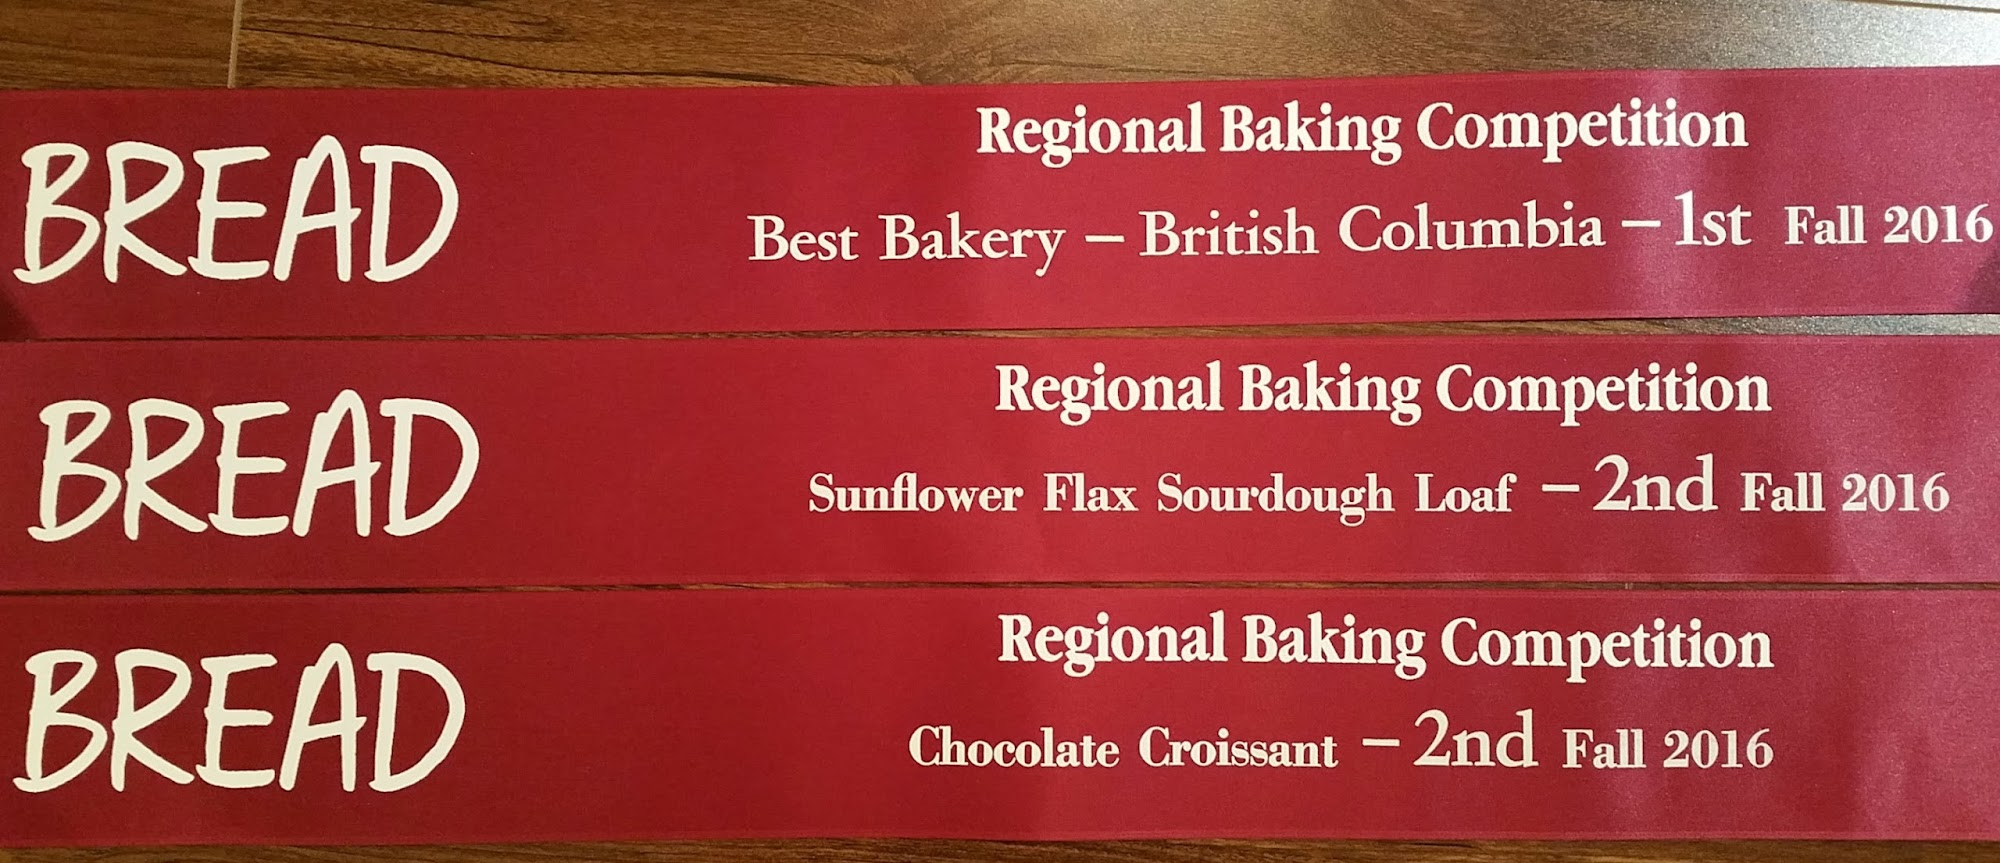 BREAD
Regional Baking Competition
Best Bakery – British Columbia – 1st Fall 2016
BREAD
Regional Baking Competition
Sunflower Flax Sourdough Loaf – 2nd Fall 2016
BREAD
Regional Baking Competition
Chocolate Croissant – 2nd Fall 2016